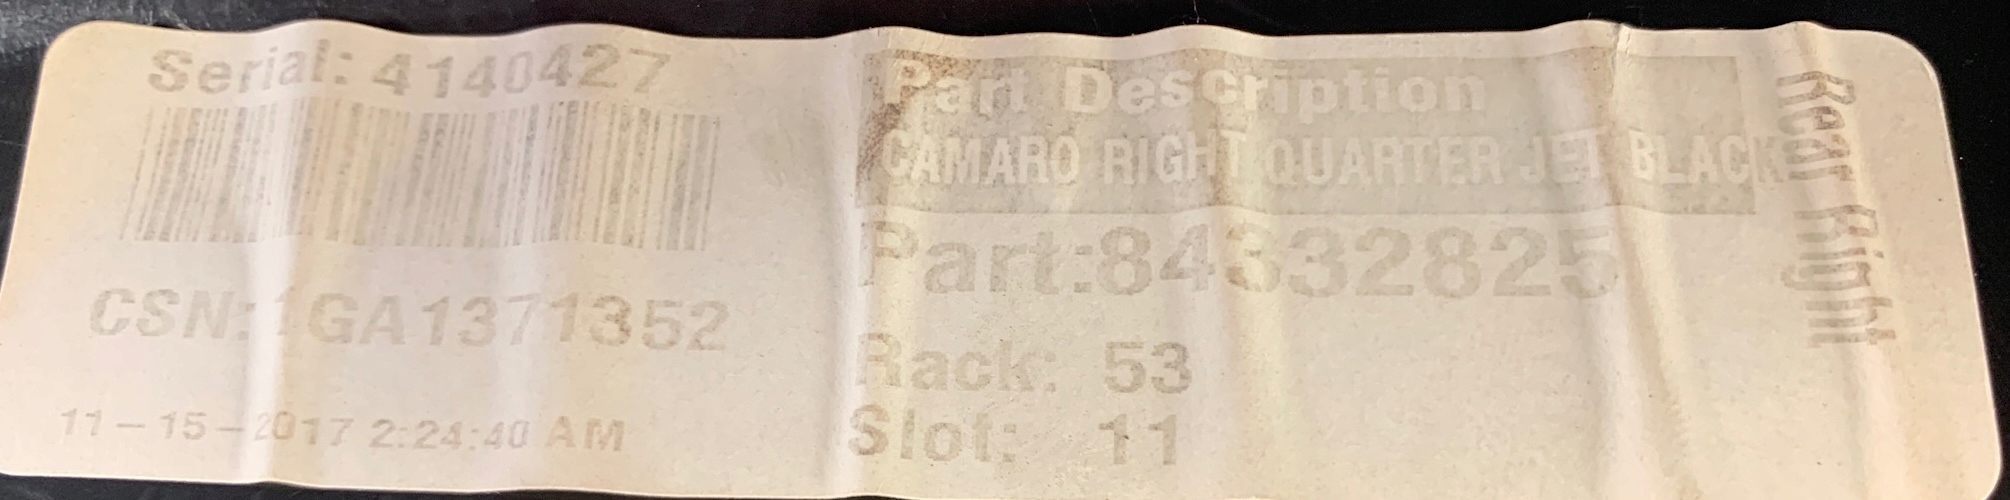 Serial: 4140427
CSN:1GA1371352
11-15-2017 2:24:40 AM
Part Description
CAMARO RIGHT QUARTER JET BLACK
Part:84332825
Rack: 53
Slot: 11
Rear Right